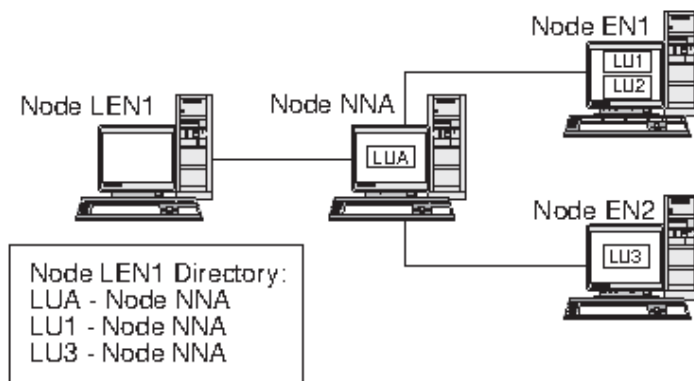 Node EN1
LU1
LU2
Node LEN1
Node NNA
LUA
Node EN2
LU3
Node LEN1 Directory:
LUA - Node NNA
LU1 - Node NNA
LU3 - Node NNA